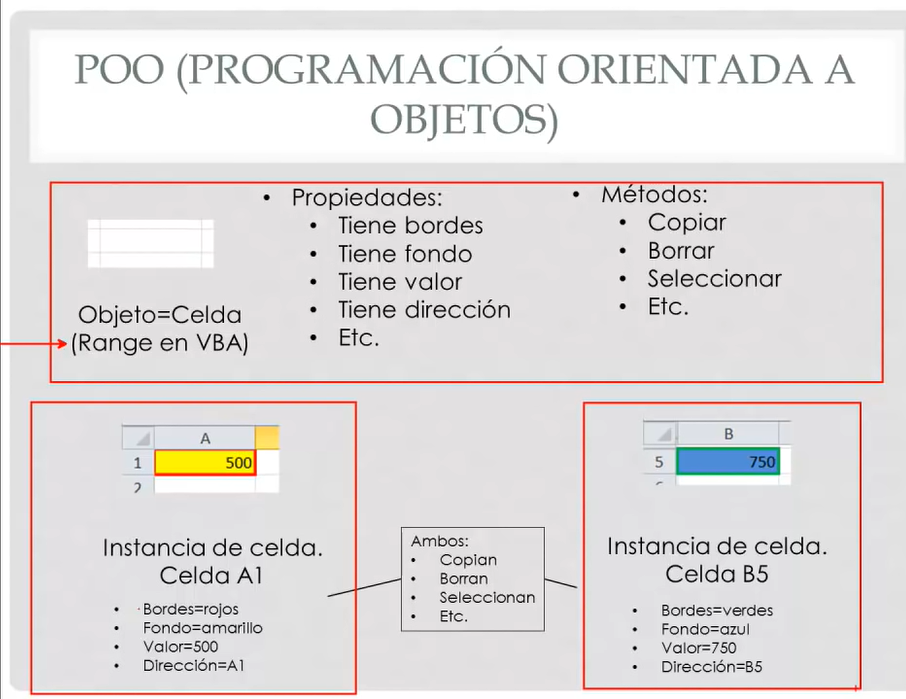 POO (PROGRAMACIÓN ORIENTADA A
OBJETOS)
Objeto=Celda
(Range en VBA)
• Propiedades:
• Tiene bordes
• Tiene fondo
• Tiene valor
• Tiene dirección
• Etc.
• Métodos:
• Copiar
• Borrar
• Seleccionar
• Etc.
A
1 500
2
Instancia de celda.
Celda A1
• Bordes=rojos
• Fondo=amarillo
• Valor=500
• Dirección=A1
Ambos:
• Copian
• Borran
• Seleccionan
• Etc.
B
5 750
Instancia de celda.
Celda B5
• Bordes=verdes
• Fondo=azul
• Valor=750
• Dirección=B5